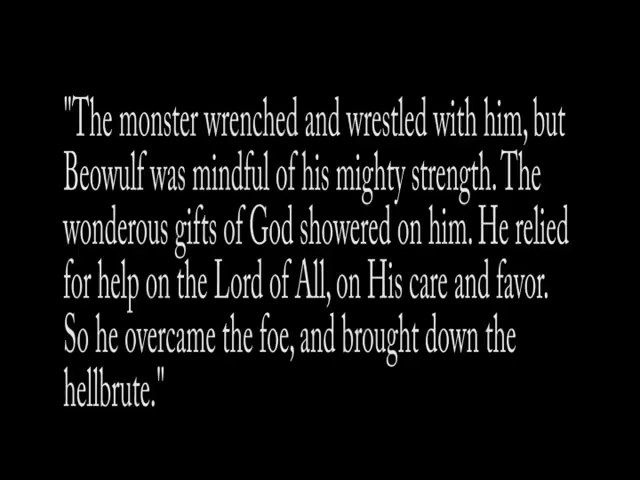 "The monster wrenched and wrestled with him, but
Beowulf was mindful of his mighty strength. The
wonderous gifts of God showered on him. He relied
for help on the Lord of All, on His care and favor.
So he overcame the foe, and brought down the
hellbrute."